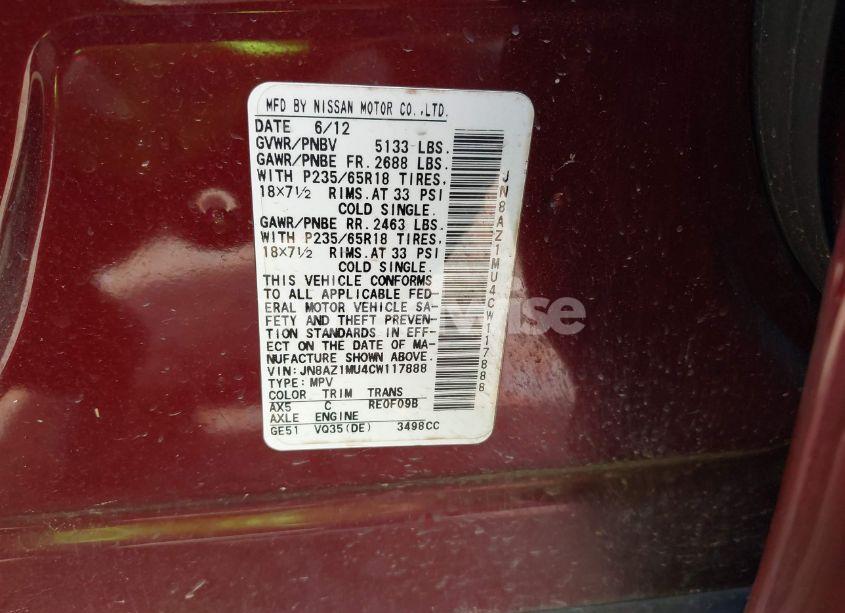 MFD BY NISSAN MOTOR CO.,LTD.
DATE 6/12
GVWR/PNBV 5133 LBS.
GAWR/PNBE FR. 2688 LBS.
WITH P235/65R18 TIRES,
18×7½ RIMS. AT 33 PSI
COLD SINGLE.
GAWR/PNBE RR. 2463 LBS.
WITH P235/65R18 TIRES,
18×7½ RIMS. AT 33 PSI
COLD SINGLE.
THIS VEHICLE CONFORMS
TO ALL APPLICABLE FED-
ERAL MOTOR VEHICLE SA-
FETY AND THEFT PREVEN-
TION STANDARDS IN EFF-
ECT ON THE DATE OF MA-
NUFACTURE SHOWN ABOVE.
VIN: JN8AZ1MU4CW117888
TYPE: MPV
COLOR TRIM TRANS
AX5 C RE0F09B
AXLE ENGINE
GE51 VQ35(DE) 3498CC
JN8AZ1MU4CW117888